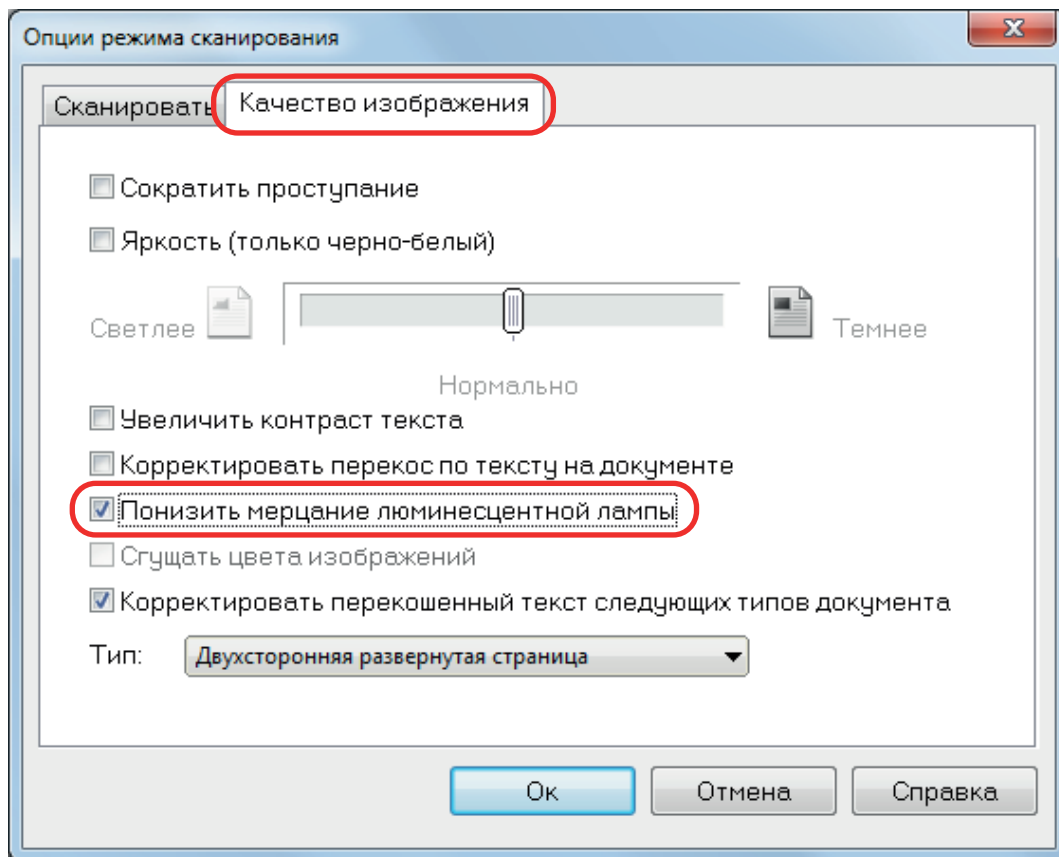 Опции режима сканирования
Сканировать Качество изображения
Сократить проступание
Яркость (только черно-белый)
Светлее Темнее
Нормально
Увеличить контраст текста
Корректировать перекос по тексту на документе
Понизить мерцание люминесцентной лампы
Сгущать цвета изображений
Корректировать перекошенный текст следующих типов документа
Тип: Двухсторонняя развернутая страница
Ок Отмена Справка